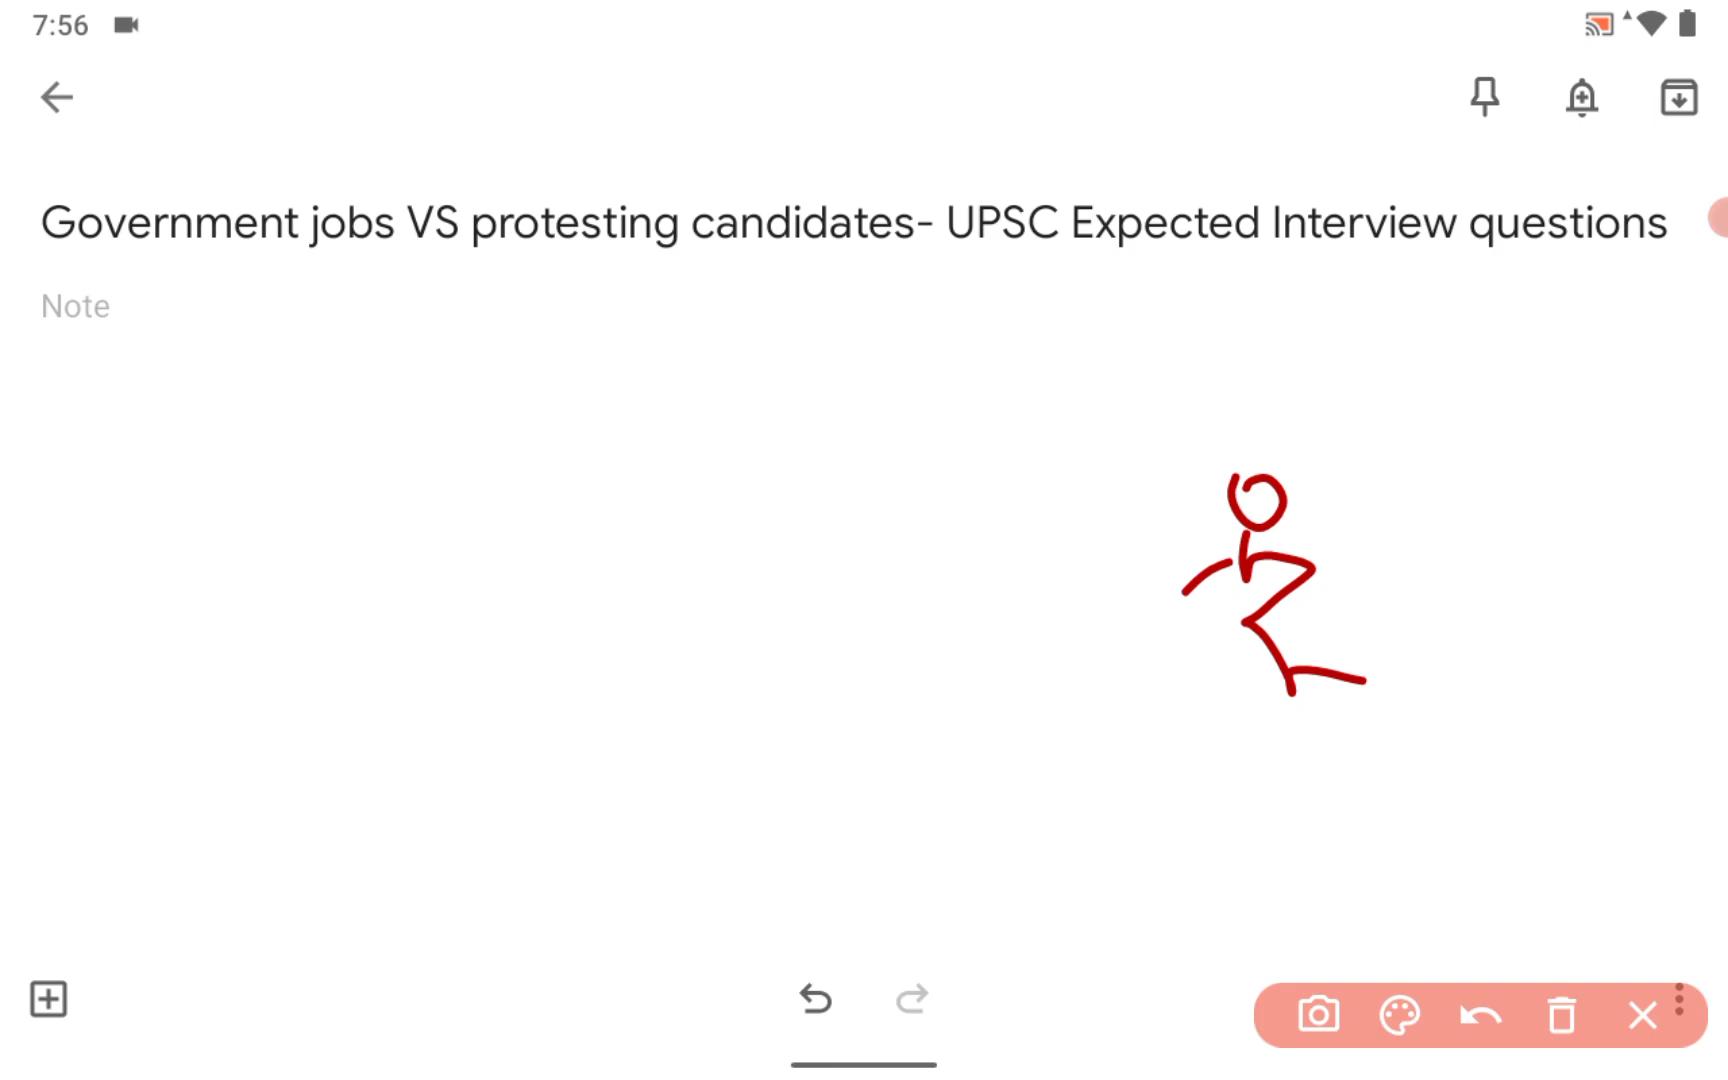 7:56
Government jobs VS protesting candidates- UPSC Expected Interview questions
Note